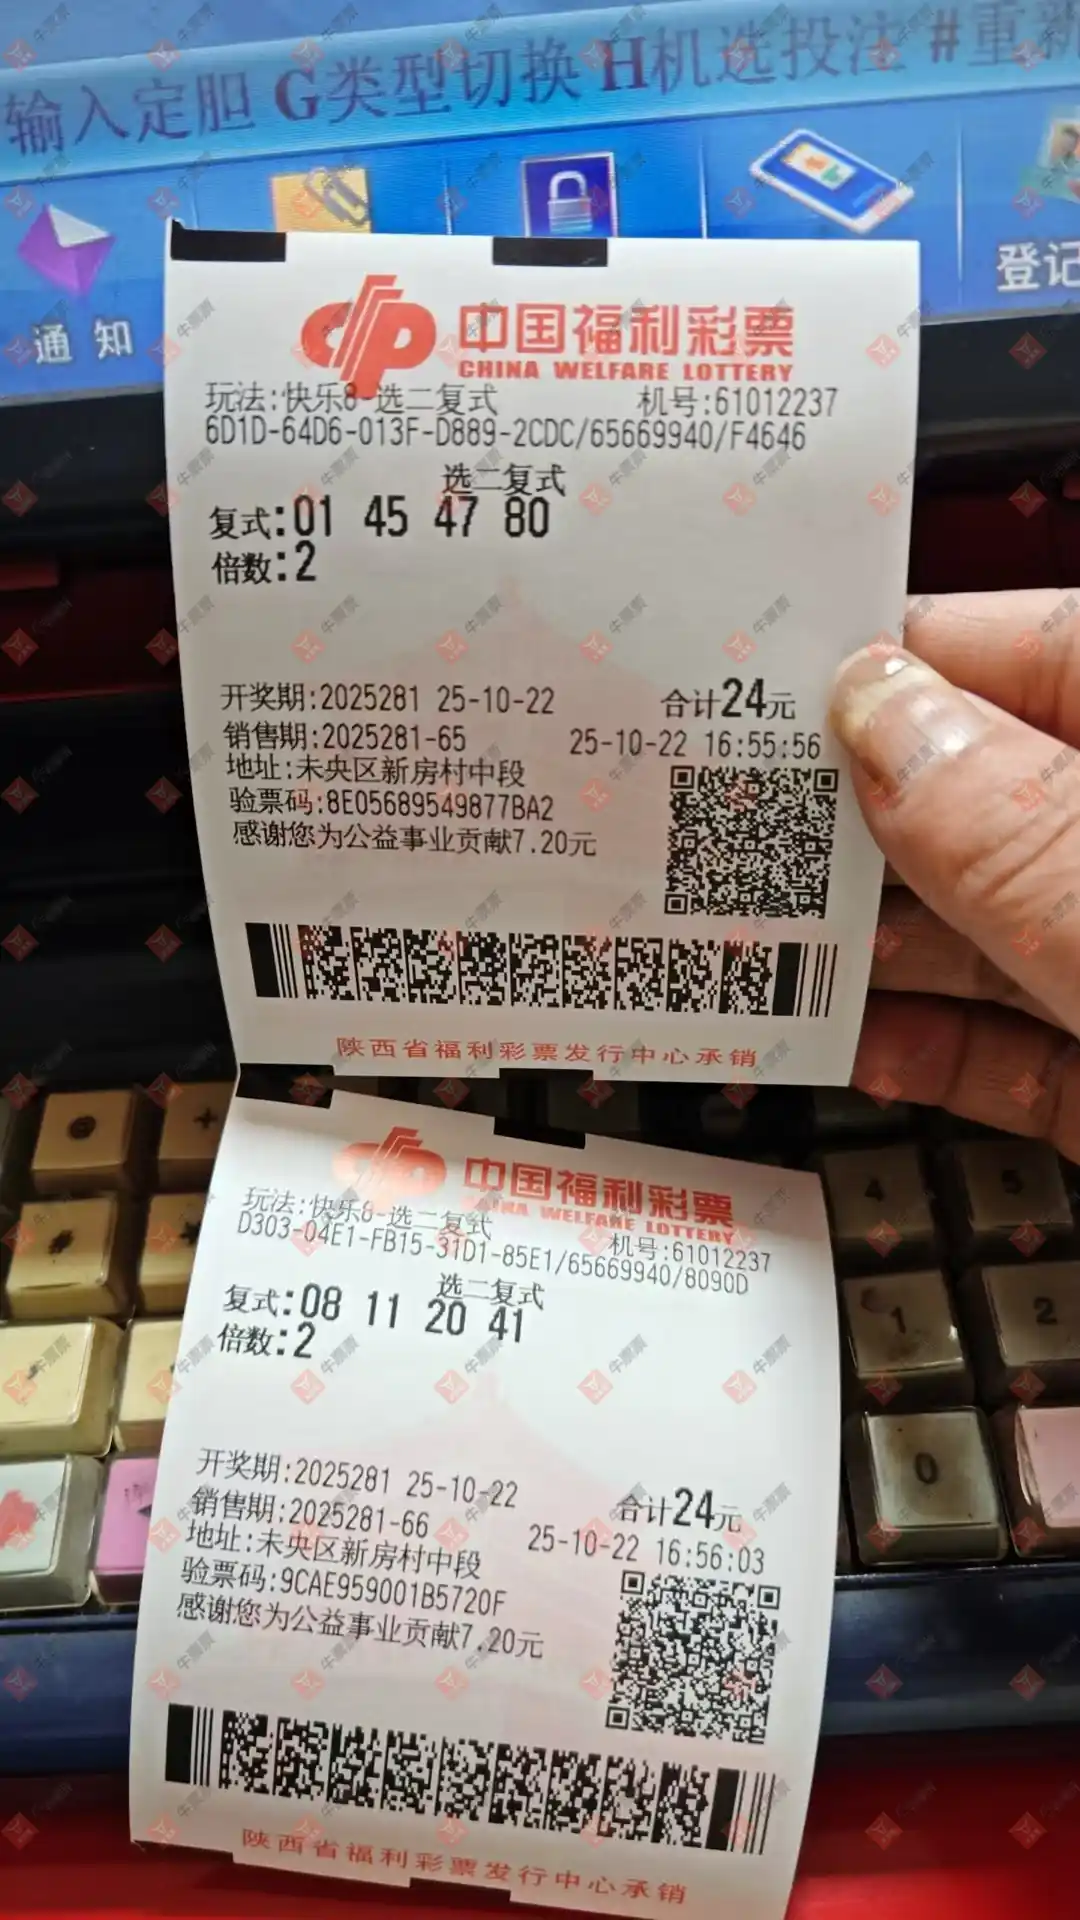 输入定胆 G类型切换 H机选投注 #重新
通 知
登记
中国福利彩票
CHINA WELFARE LOTTERY
玩法:快乐8-选二复式 机号:61012237
6D1D-64D6-013F-D889-2CDC/65669940/F4646
选二复式
复式:01 45 47 80
倍数:2
开奖期:2025281 25-10-22 合计24元
销售期:2025281-65 25-10-22 16:55:56
地址:未央区新房村中段
验票码:8E05689549877BA2
感谢您为公益事业贡献7.20元
陕西省福利彩票发行中心承销
中国福利彩票
CHINA WELFARE LOTTERY
玩法:快乐8-选二复式 机号:61012237
D303-04E1-FB15-31D1-85E1/65669940/8090D
选二复式
复式:08 11 20 41
倍数:2
开奖期:2025281 25-10-22 合计24元
销售期:2025281-66 25-10-22 16:56:03
地址:未央区新房村中段
验票码:9CAE959001B5720F
感谢您为公益事业贡献7.20元
陕西省福利彩票发行中心承销
+
4 5
1 2
0
牛票票